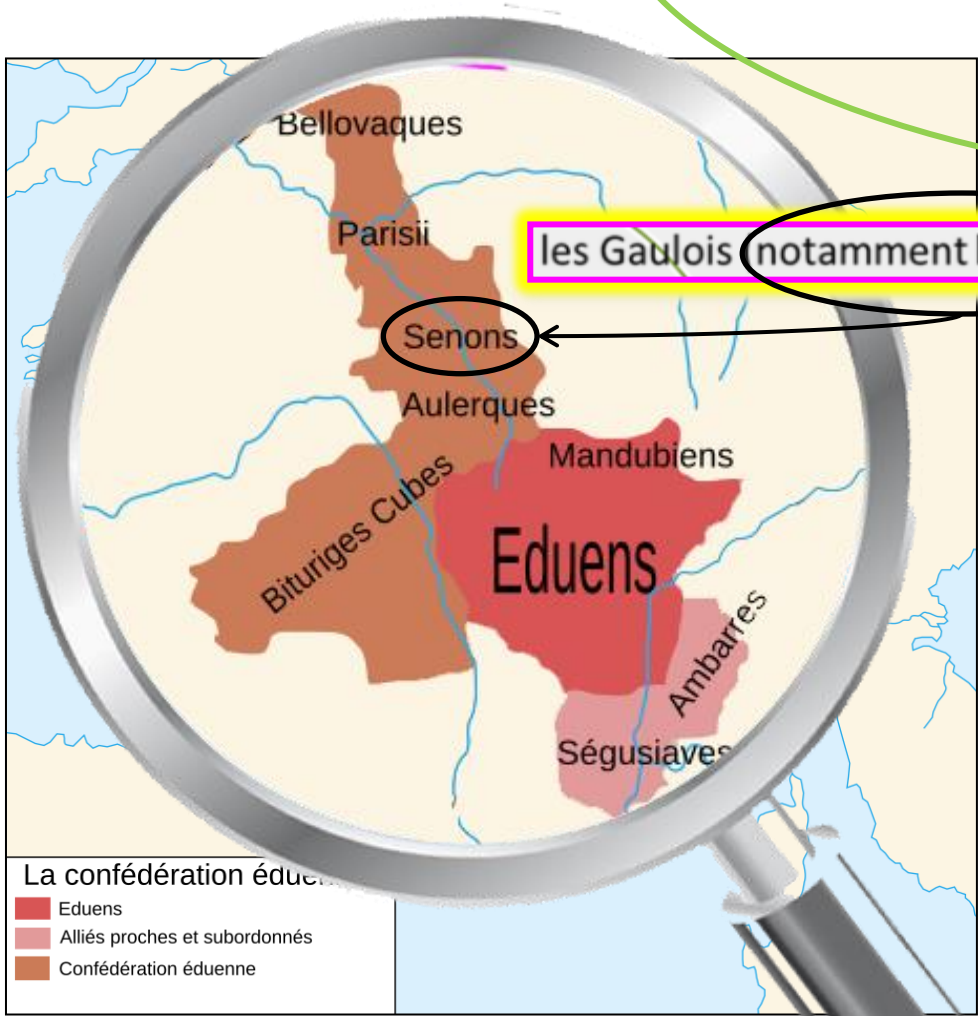 Bellovaques
Parisii
les Gaulois (notamment
Senons
Aulerques
Mandubiens
Bituriges Cubes
Eduens
Ambarres
Ségusiaves
La confédération
Eduens
Alliés proches et subordonnés
Confédération éduenne